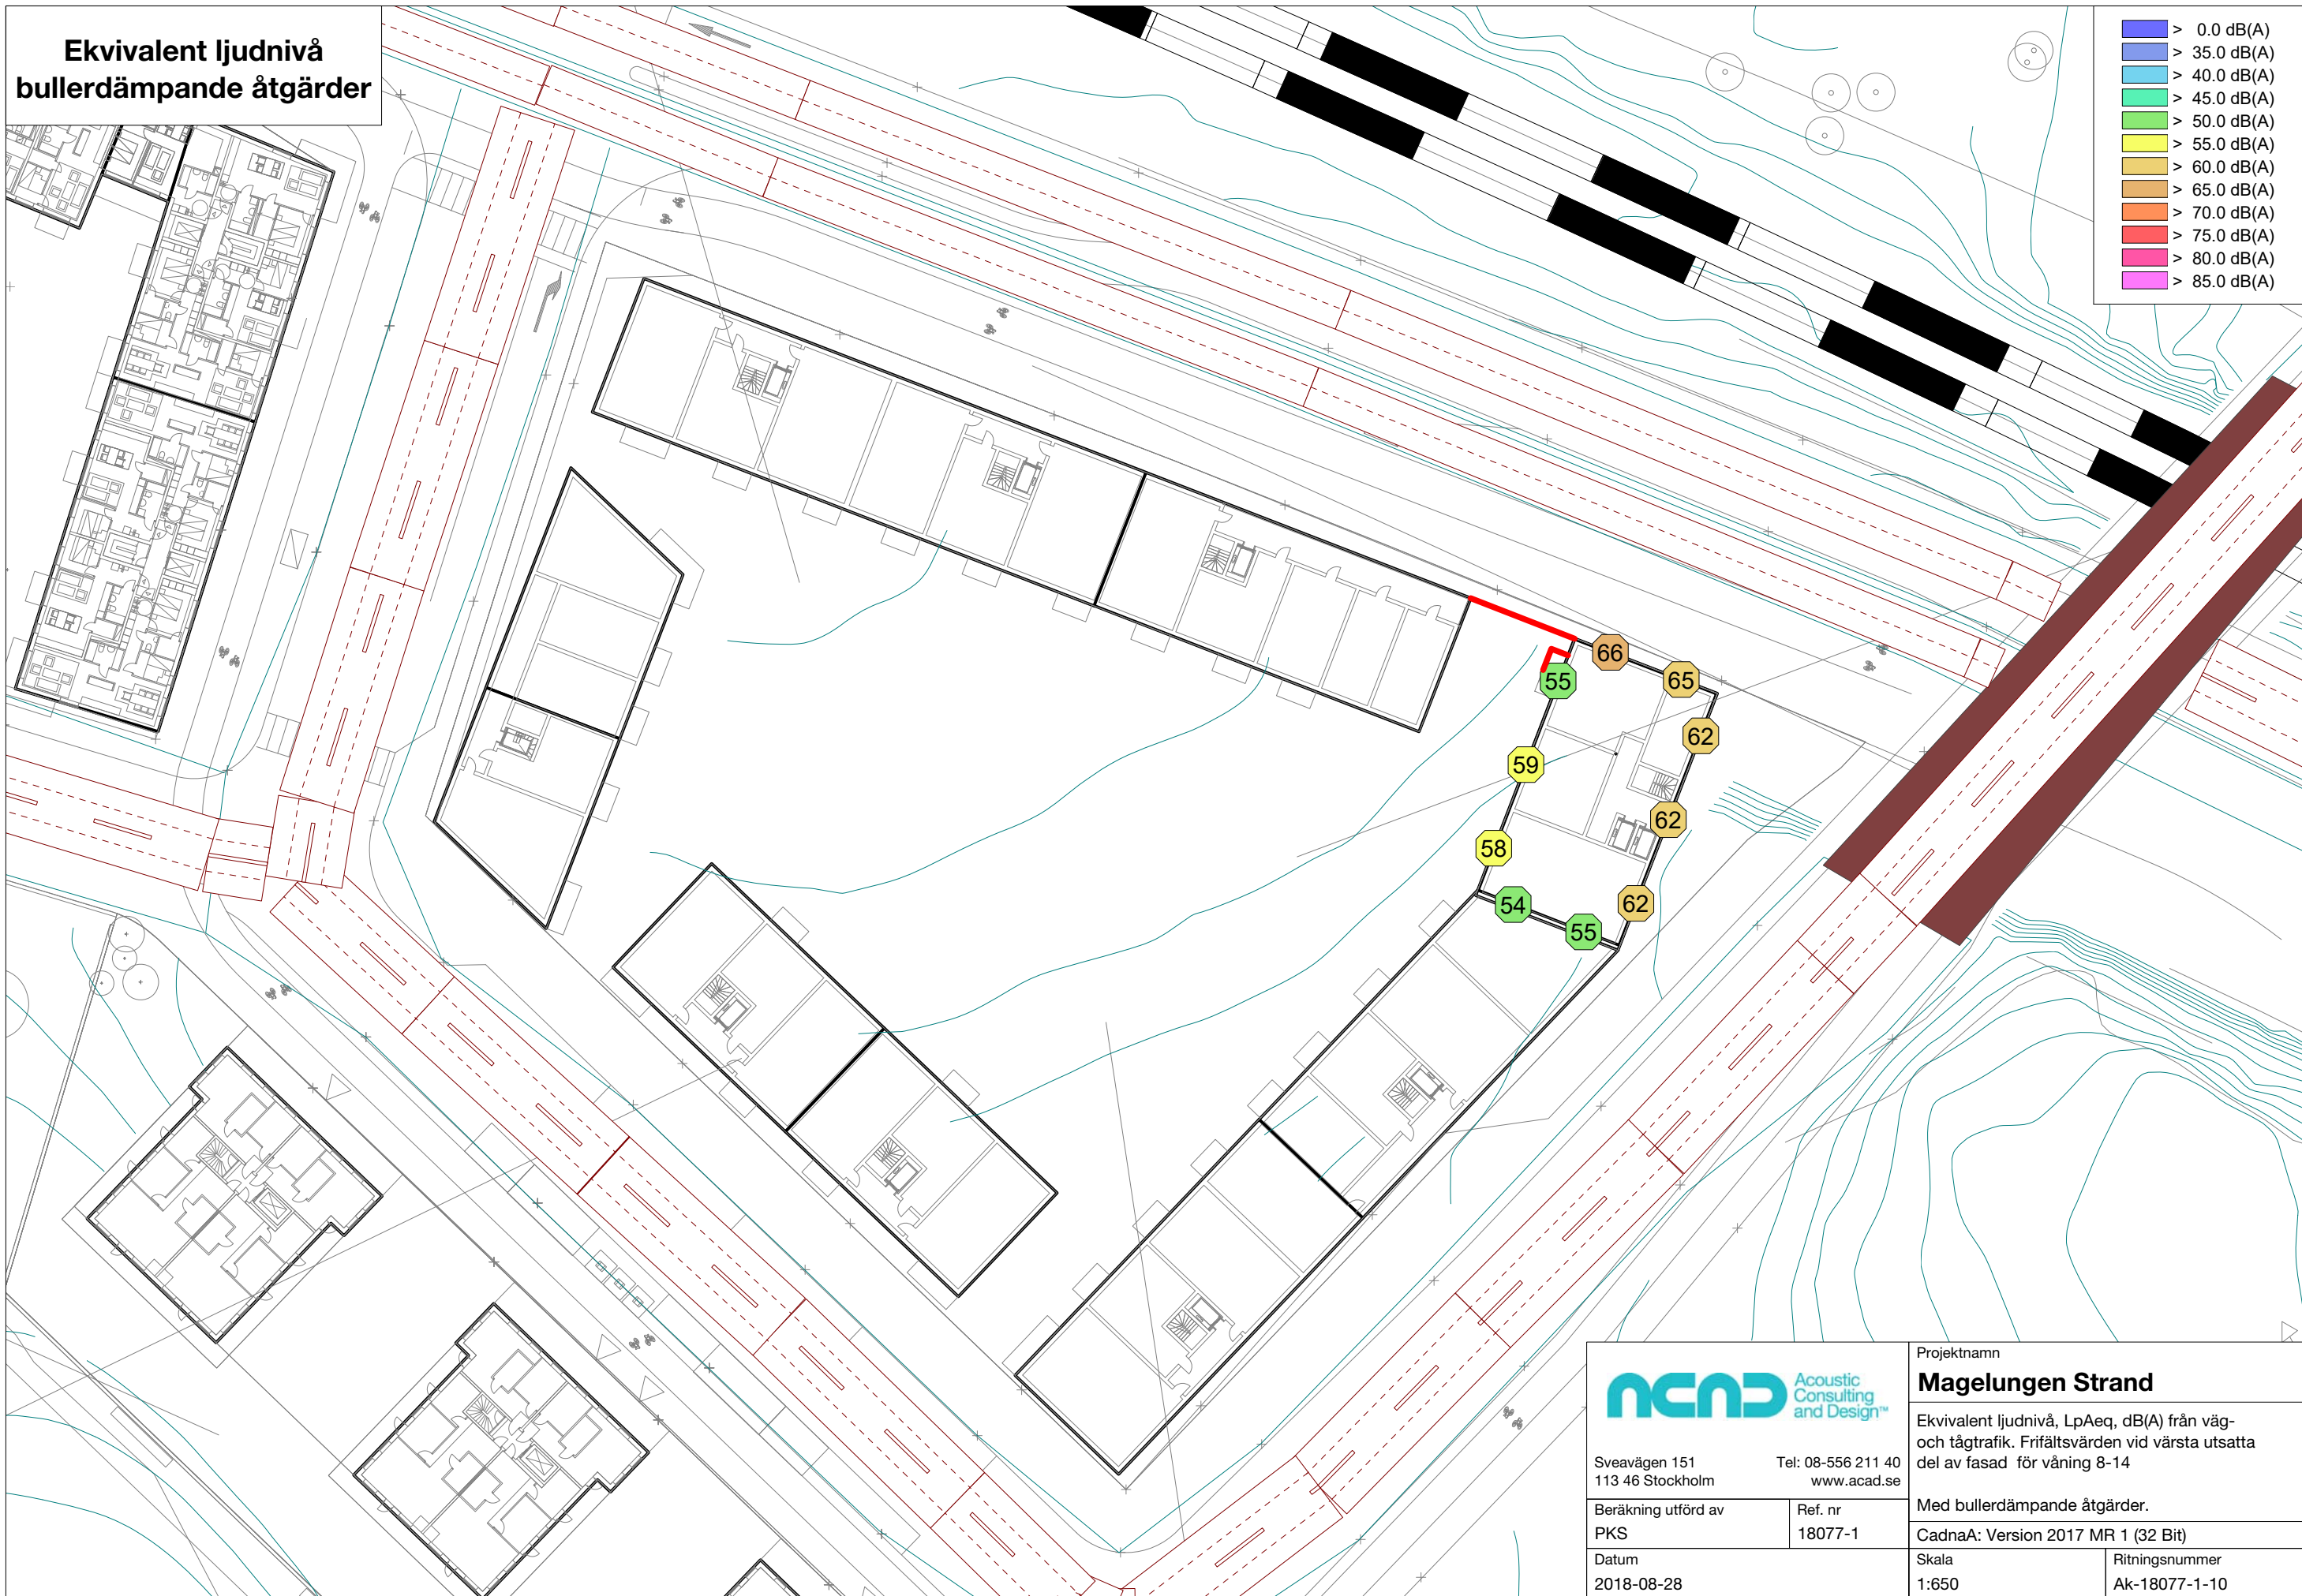 Ekvivalent ljudnivå
bullerdämpande åtgärder
> 0.0 dB(A)
> 35.0 dB(A)
> 40.0 dB(A)
> 45.0 dB(A)
> 50.0 dB(A)
> 55.0 dB(A)
> 60.0 dB(A)
> 65.0 dB(A)
> 70.0 dB(A)
> 75.0 dB(A)
> 80.0 dB(A)
> 85.0 dB(A)
66
55
65
62
59
62
58
62
54
55
ACAD
Acoustic
Consulting
and Design™
Sveavägen 151
113 46 Stockholm
Tel: 08-556 211 40
www.acad.se
Beräkning utförd av
PKS
Ref. nr
18077-1
Datum
2018-08-28
Projektnamn
Magelungen Strand
Ekvivalent ljudnivå, LpAeq, dB(A) från väg-
och tågtrafik. Frifältsvärden vid värsta utsatta
del av fasad för våning 8-14
Med bullerdämpande åtgärder.
CadnaA: Version 2017 MR 1 (32 Bit)
Skala
1:650
Ritningsnummer
Ak-18077-1-10